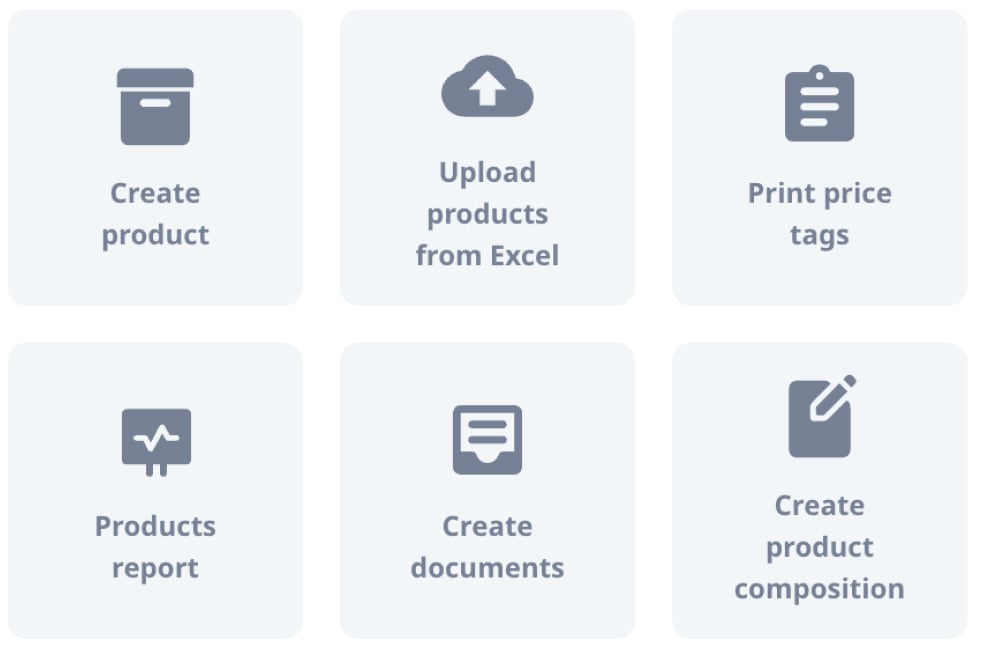 Create
product
Upload
products
from Excel
Print price
tags
Products
report
Create
documents
Create
product
composition